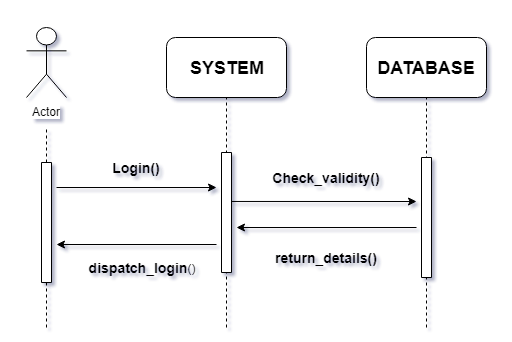 SYSTEM
DATABASE
Actor
Login()
Check_validity()
return_details()
dispatch_login()